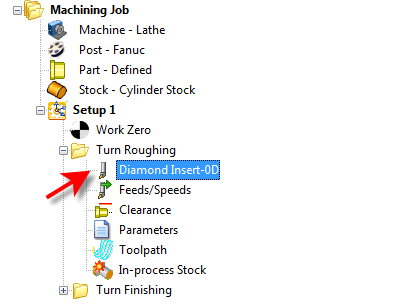 Machining Job
Machine - Lathe
Post - Fanuc
Part - Defined
Stock - Cylinder Stock
Setup 1
Work Zero
Turn Roughing
Diamond Insert-0D
Feeds/Speeds
Clearance
Parameters
Toolpath
In-process Stock
Turn Finishing